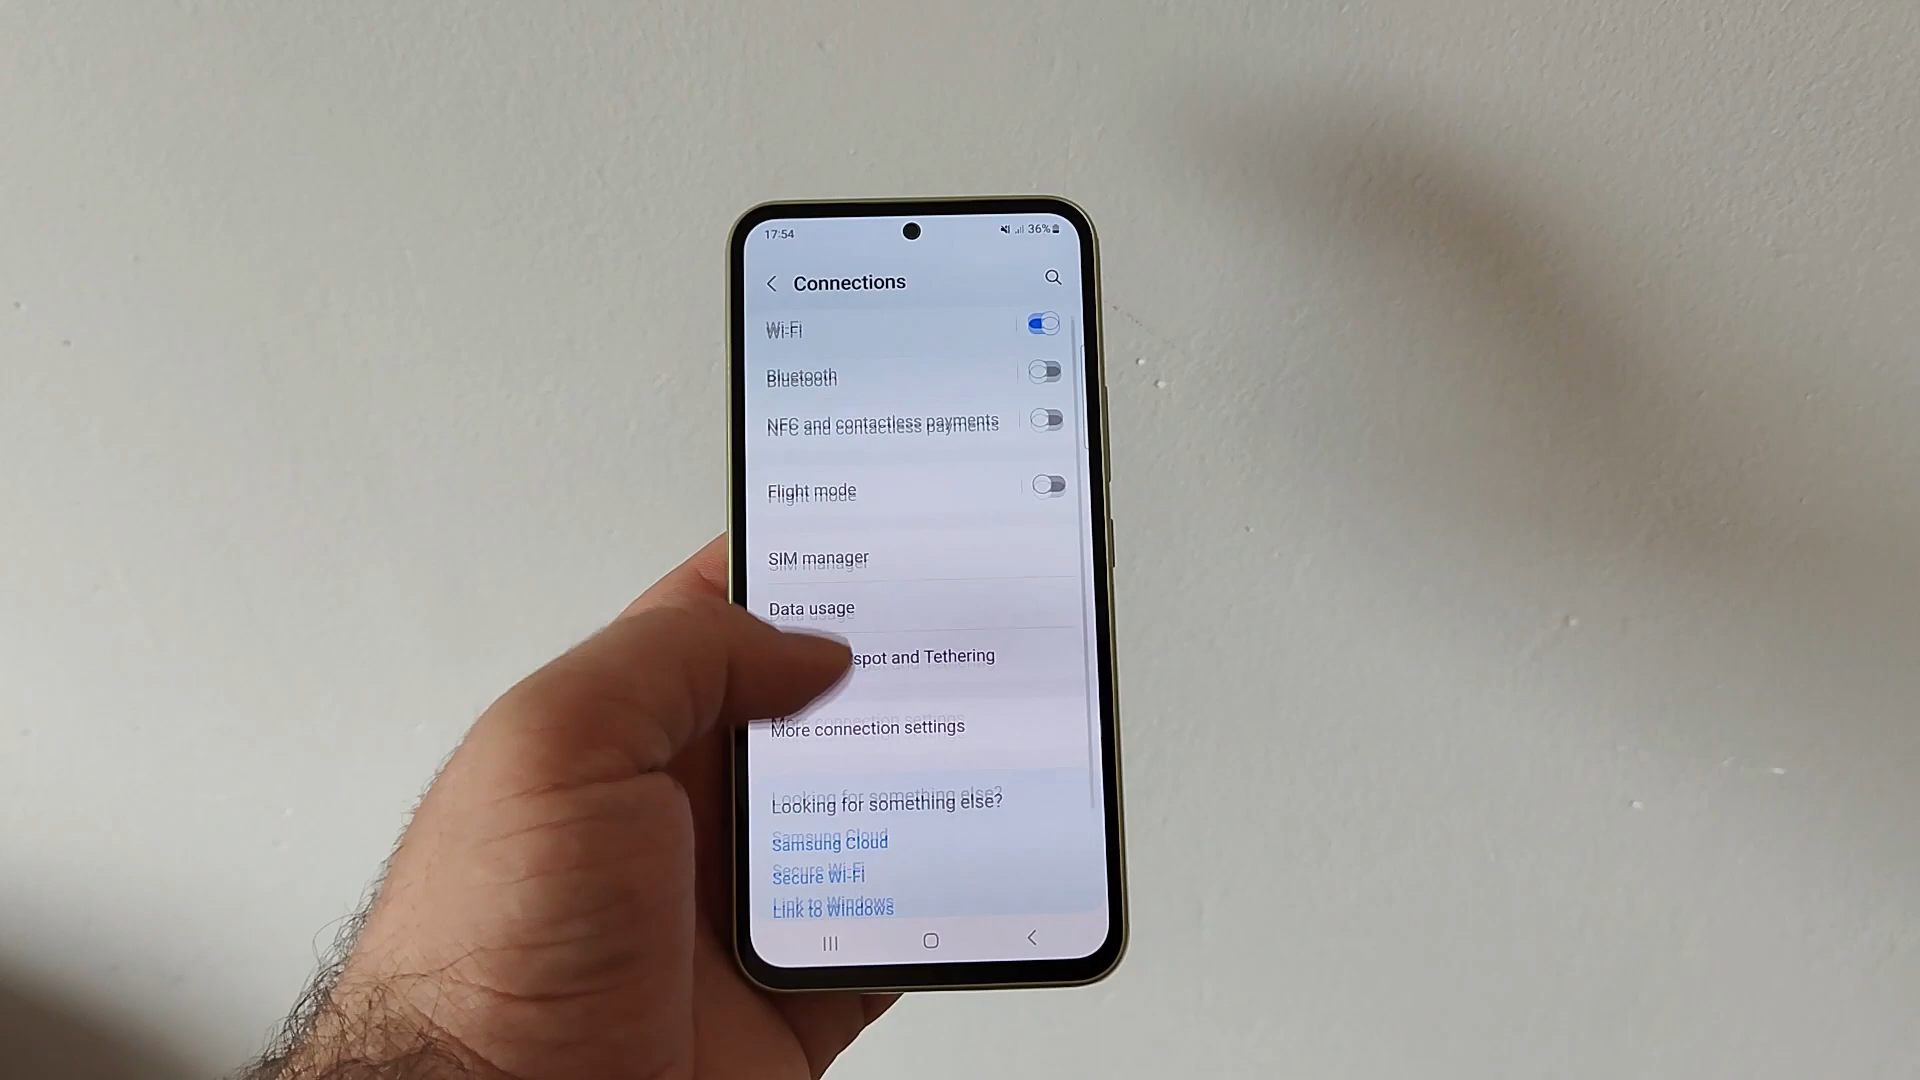 17:54
36%
Connections
Wi-Fi
Bluetooth
NFC and contactless payments
Flight mode
SIM manager
Data usage
spot and Tethering
More connection settings
Looking for something else?
Samsung Cloud
Secure Wi-Fi
Link to Windows